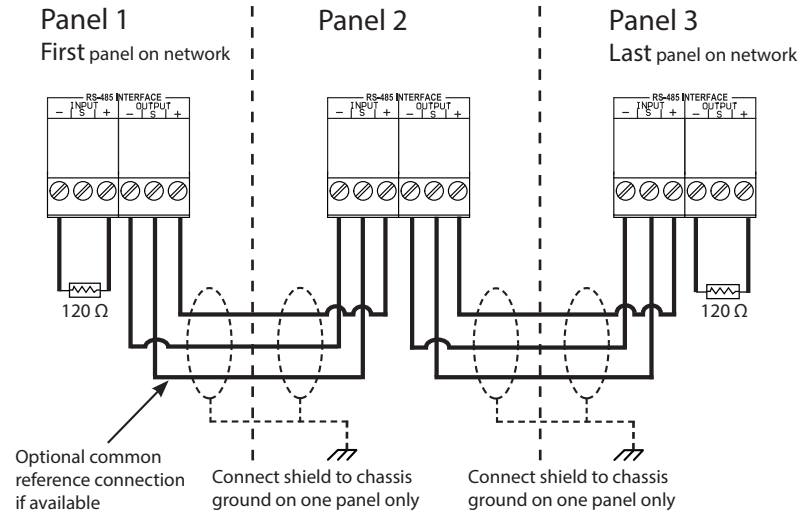 Panel 1
First panel on network
Panel 2
Panel 3
Last panel on network
RS-485 INTERFACE
INPUT OUTPUT
− S + − S +
RS-485 INTERFACE
INPUT OUTPUT
− S + − S +
RS-485 INTERFACE
INPUT OUTPUT
− S + − S +
120 Ω
120 Ω
Optional common
reference connection
if available
Connect shield to chassis
ground on one panel only
Connect shield to chassis
ground on one panel only